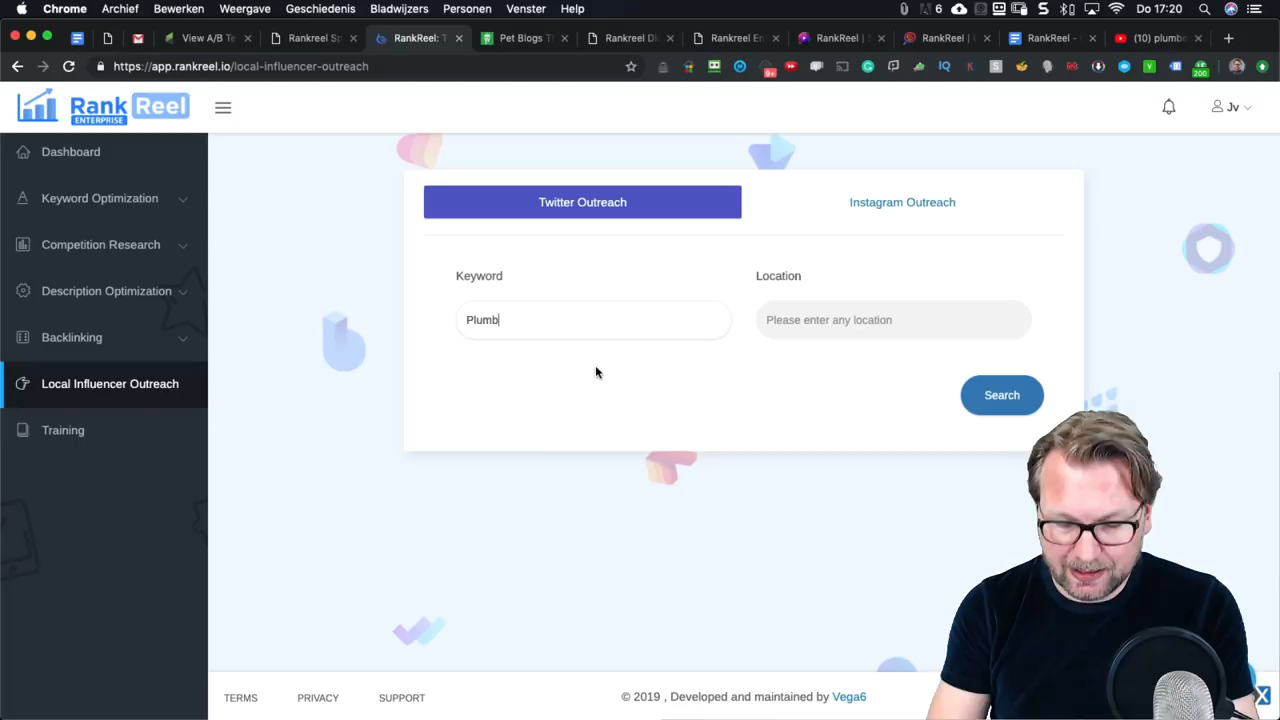 Chrome Archief Bewerken Weergave Geschiedenis Bladwijzers Personen Venster Help 6 Do 17:20
View A/B Te Rankreel Sp RankReel: T Pet Blogs T Rankreel Di Rankreel En RankReel | RankReel | RankReel - (10) plumbe
https://app.rankreel.io/local-influencer-outreach
RankReel
ENTERPRISE
Jv
Dashboard
Keyword Optimization
Competition Research
Description Optimization
Backlinking
Local Influencer Outreach
Training
Twitter Outreach Instagram Outreach
Keyword Location
Plumb Please enter any location
Search
TERMS PRIVACY SUPPORT © 2019 , Developed and maintained by Vega6
X